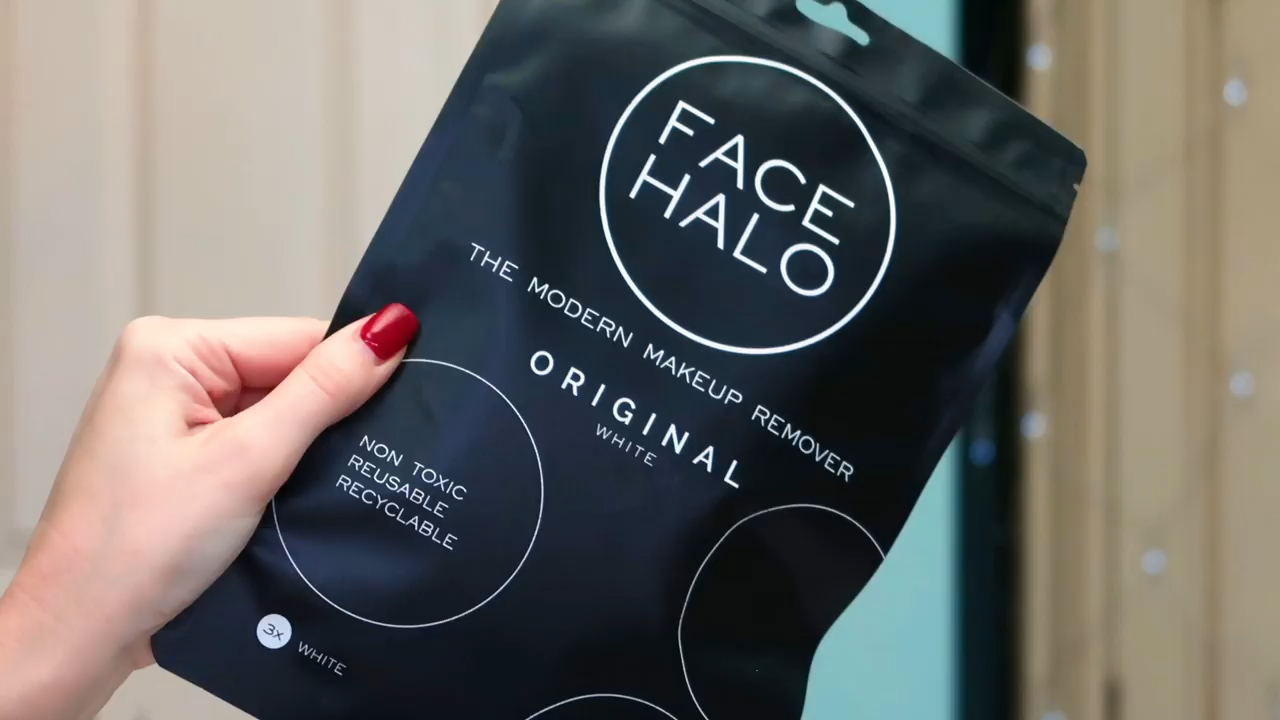 FACE
HALO
THE MODERN MAKEUP REMOVER
ORIGINAL
WHITE
NON TOXIC
REUSABLE
RECYCLABLE
3x WHITE